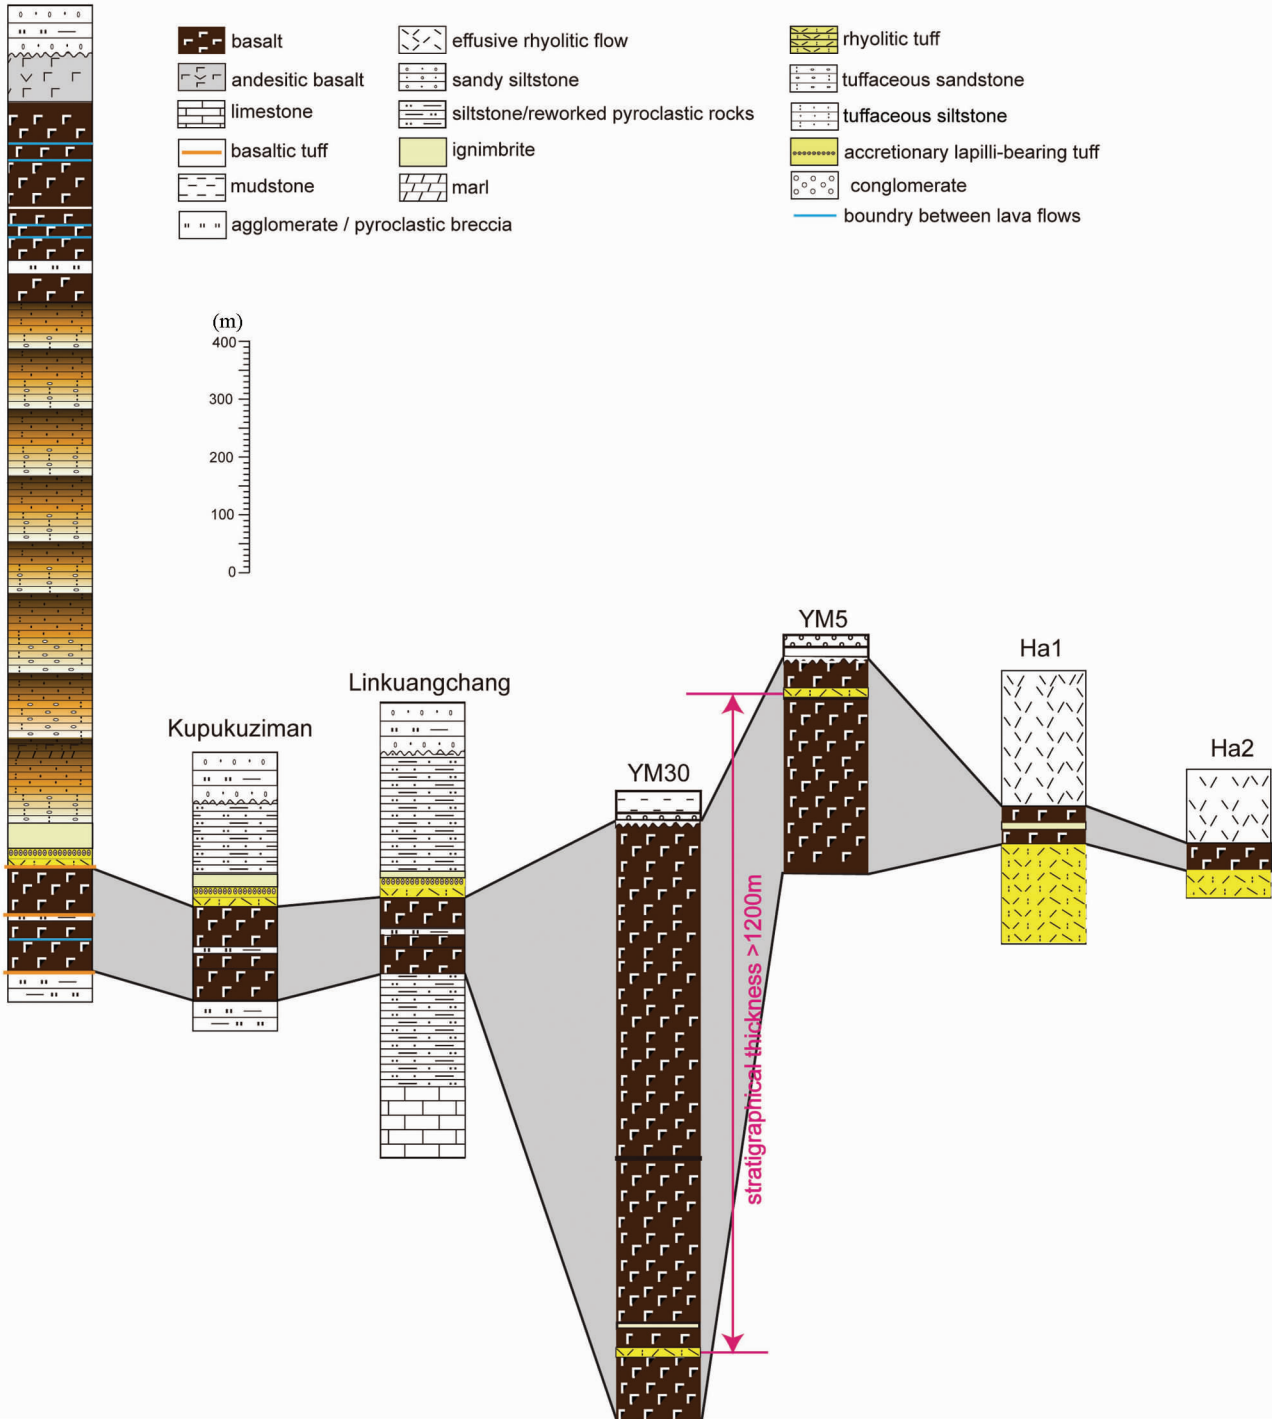 basalt
effusive rhyolitic flow
rhyolitic tuff
andesitic basalt
sandy siltstone
tuffaceous sandstone
limestone
siltstone/reworked pyroclastic rocks
tuffaceous siltstone
basaltic tuff
ignimbrite
accretionary lapilli-bearing tuff
mudstone
marl
conglomerate
agglomerate / pyroclastic breccia
boundry between lava flows
(m)
400
300
200
100
0
YM5
Ha1
Linkuangchang
Kupukuziman
Ha2
YM30
stratigraphical thickness >1200m